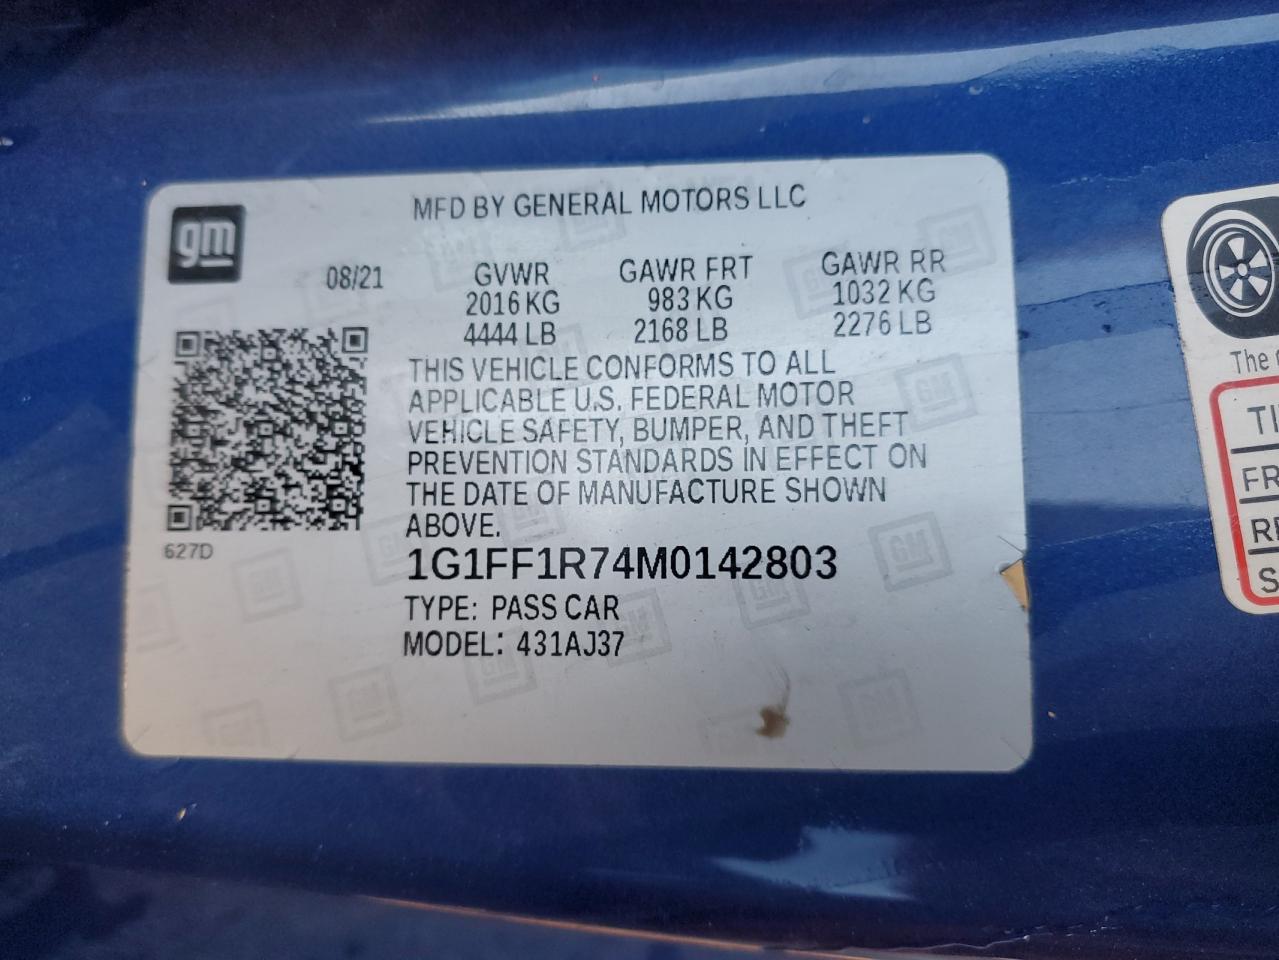 MFD BY GENERAL MOTORS LLC
gm
08/21
GVWR GAWR FRT GAWR RR
2016 KG 983 KG 1032 KG
4444 LB 2168 LB 2276 LB
THIS VEHICLE CONFORMS TO ALL
APPLICABLE U.S. FEDERAL MOTOR
VEHICLE SAFETY, BUMPER, AND THEFT
PREVENTION STANDARDS IN EFFECT ON
THE DATE OF MANUFACTURE SHOWN
ABOVE.
627D
1G1FF1R74M0142803
TYPE: PASS CAR
MODEL: 431AJ37
The